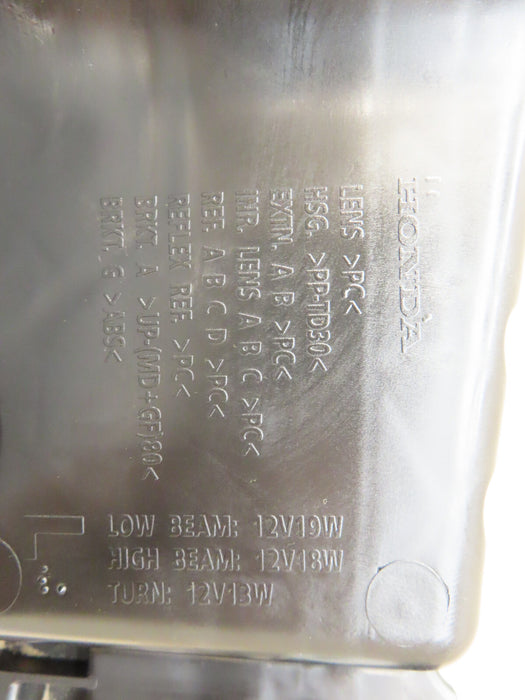 HONDA
LENS >PC<
HSG. >PP-TD30<
EXTN. A B >PC<
INR. LENS A B C >PC<
REF. A B C D >PC<
REFLEX REF. >PC<
BRKT. A >UP-(MD+GF)80<
BRKT. G >ABS<
LOW BEAM: 12V19W
HIGH BEAM: 12V18W
TURN: 12V13W
L